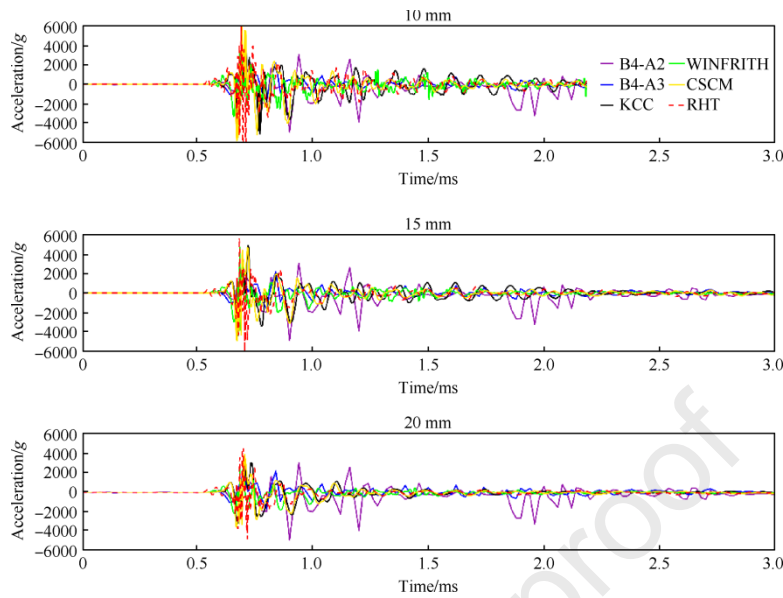 10 mm
6000
4000
2000
0
−2000
−4000
−6000
Acceleration/g
B4-A2 WINFRITH
B4-A3 CSCM
KCC RHT
0 0.5 1.0 1.5 2.0 2.5 3.0
Time/ms
15 mm
6000
4000
2000
0
−2000
−4000
−6000
Acceleration/g
0 0.5 1.0 1.5 2.0 2.5 3.0
Time/ms
20 mm
6000
4000
2000
0
−2000
−4000
−6000
Acceleration/g
0 0.5 1.0 1.5 2.0 2.5 3.0
Time/ms
proof